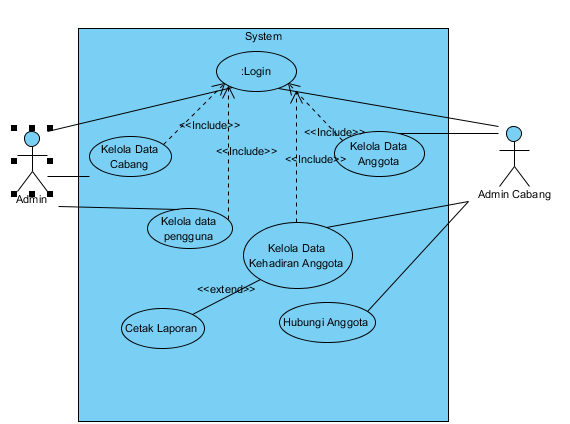 System
:Login
<<Include>>
<<Include>>
Kelola Data
Cabang
<<Include>>
<<Include>>
Kelola Data
Anggota
Admin
Admin Cabang
Kelola data
pengguna
Kelola Data
Kehadiran Anggota
<<extend>>
Cetak Laporan
Hubungi Anggota